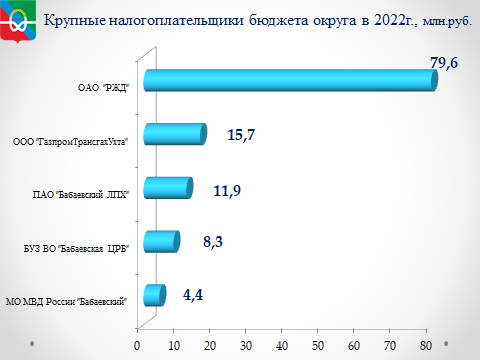 Крупные налогоплательщики бюджета округа в 2022г., млн.руб.
ОАО "РЖД" 79,6
ООО "ГазпромТрансгазУхта" 15,7
ПАО "Бабаевский ЛПХ" 11,9
БУЗ ВО "Бабаевская ЦРБ" 8,3
МО МВД России "Бабаевский" 4,4
0 10 20 30 40 50 60 70 80